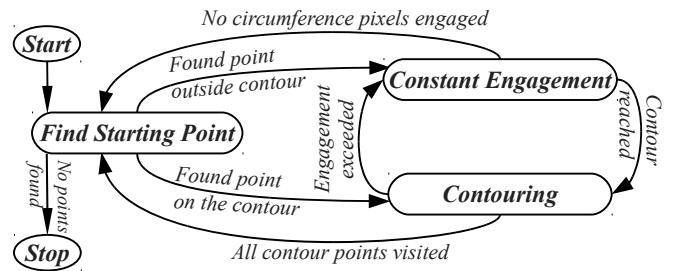 No circumference pixels engaged
Start
Found point
outside contour
Constant Engagement
Engagement
exceeded
Contour
reached
Find Starting Point
No points
found
Found point
on the contour
Contouring
Stop
All contour points visited